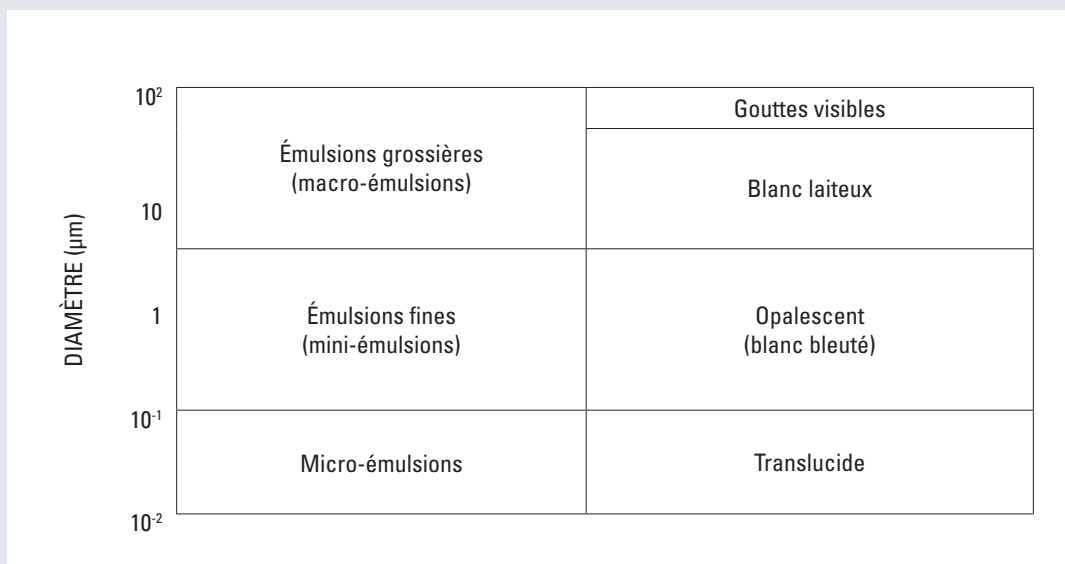 10²
Gouttes visibles
Émulsions grossières
(macro-émulsions)
Blanc laiteux
10
DIAMÈTRE (µm)
1
Émulsions fines
(mini-émulsions)
Opalescent
(blanc bleuté)
10⁻¹
Micro-émulsions
Translucide
10⁻²